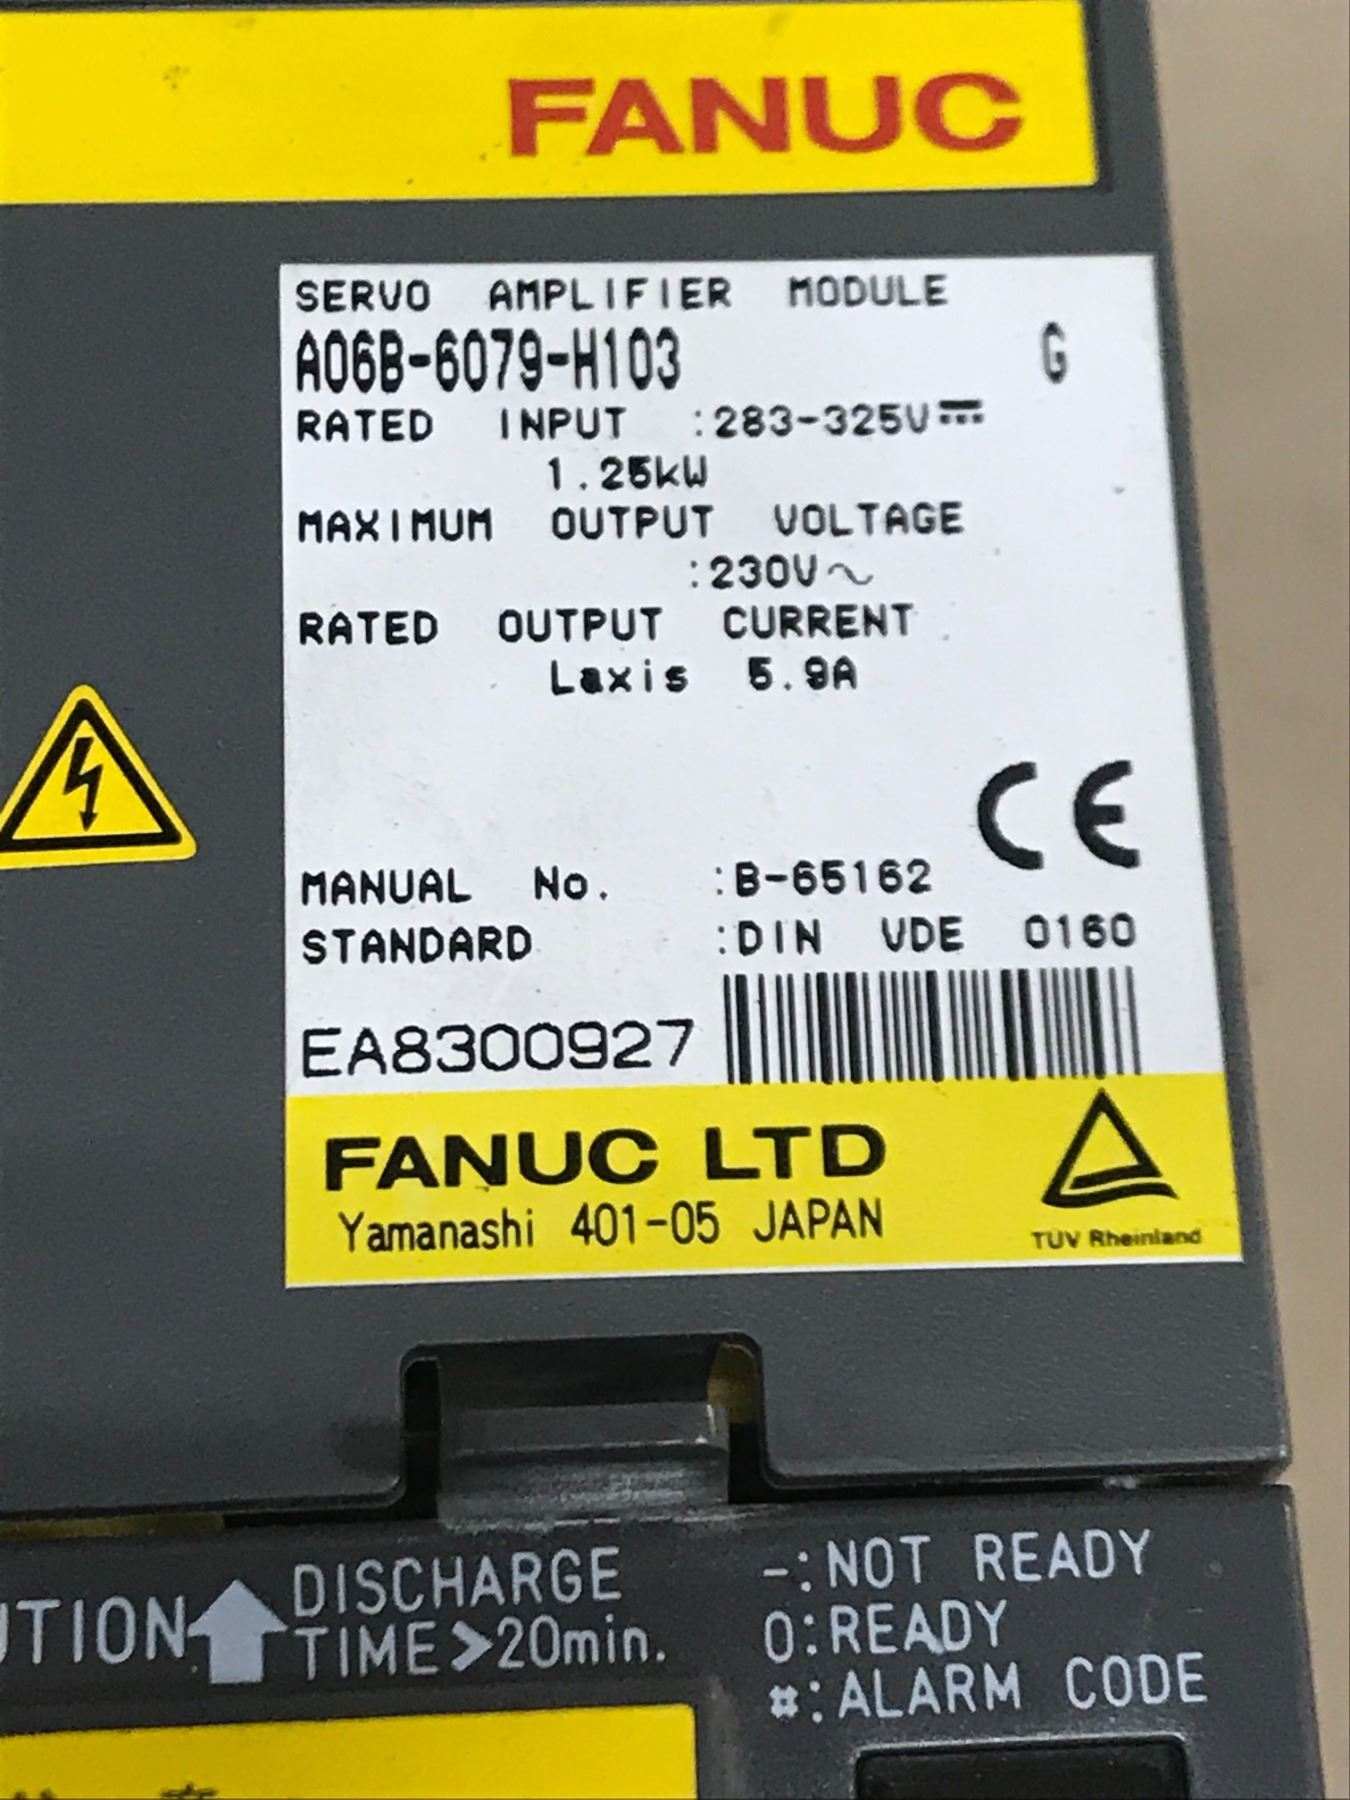 FANUC
SERVO AMPLIFIER MODULE
A06B-6079-H103 G
RATED INPUT :283-325V⎓
1.25kW
MAXIMUM OUTPUT VOLTAGE
:230V～
RATED OUTPUT CURRENT
Laxis 5.9A
CE
MANUAL No. :B-65162
STANDARD :DIN VDE 0160
EA8300927
FANUC LTD
Yamanashi 401-05 JAPAN
TÜV Rheinland
UTION DISCHARGE
TIME>20min.
-:NOT READY
0:READY
#:ALARM CODE